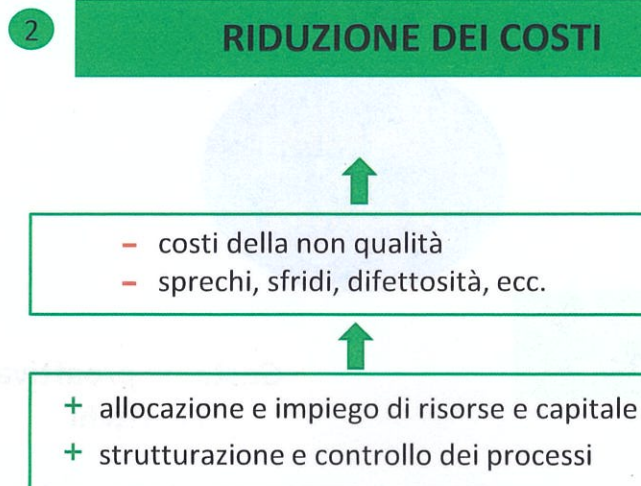 2
RIDUZIONE DEI COSTI
- costi della non qualità
- sprechi, sfridi, difettosità, ecc.
+ allocazione e impiego di risorse e capitale
+ strutturazione e controllo dei processi